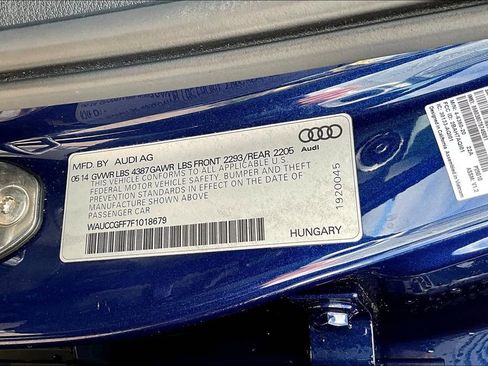 MFD. BY AUDI AG
Audi
06 14 GVWR LBS 4387 GAWR LBS FRONT 2293/REAR 2205
THIS VEHICLE CONFORMS TO ALL APPLICABLE U.S.
FEDERAL MOTOR VEHICLE SAFETY, BUMPER AND THEFT
PREVENTION STANDARDS IN EFFECT ON THE DATE OF
MANUFACTURE SHOWN ABOVE
PASSENGER CAR
WAUCCGFF7F1018679
1920045
HUNGARY